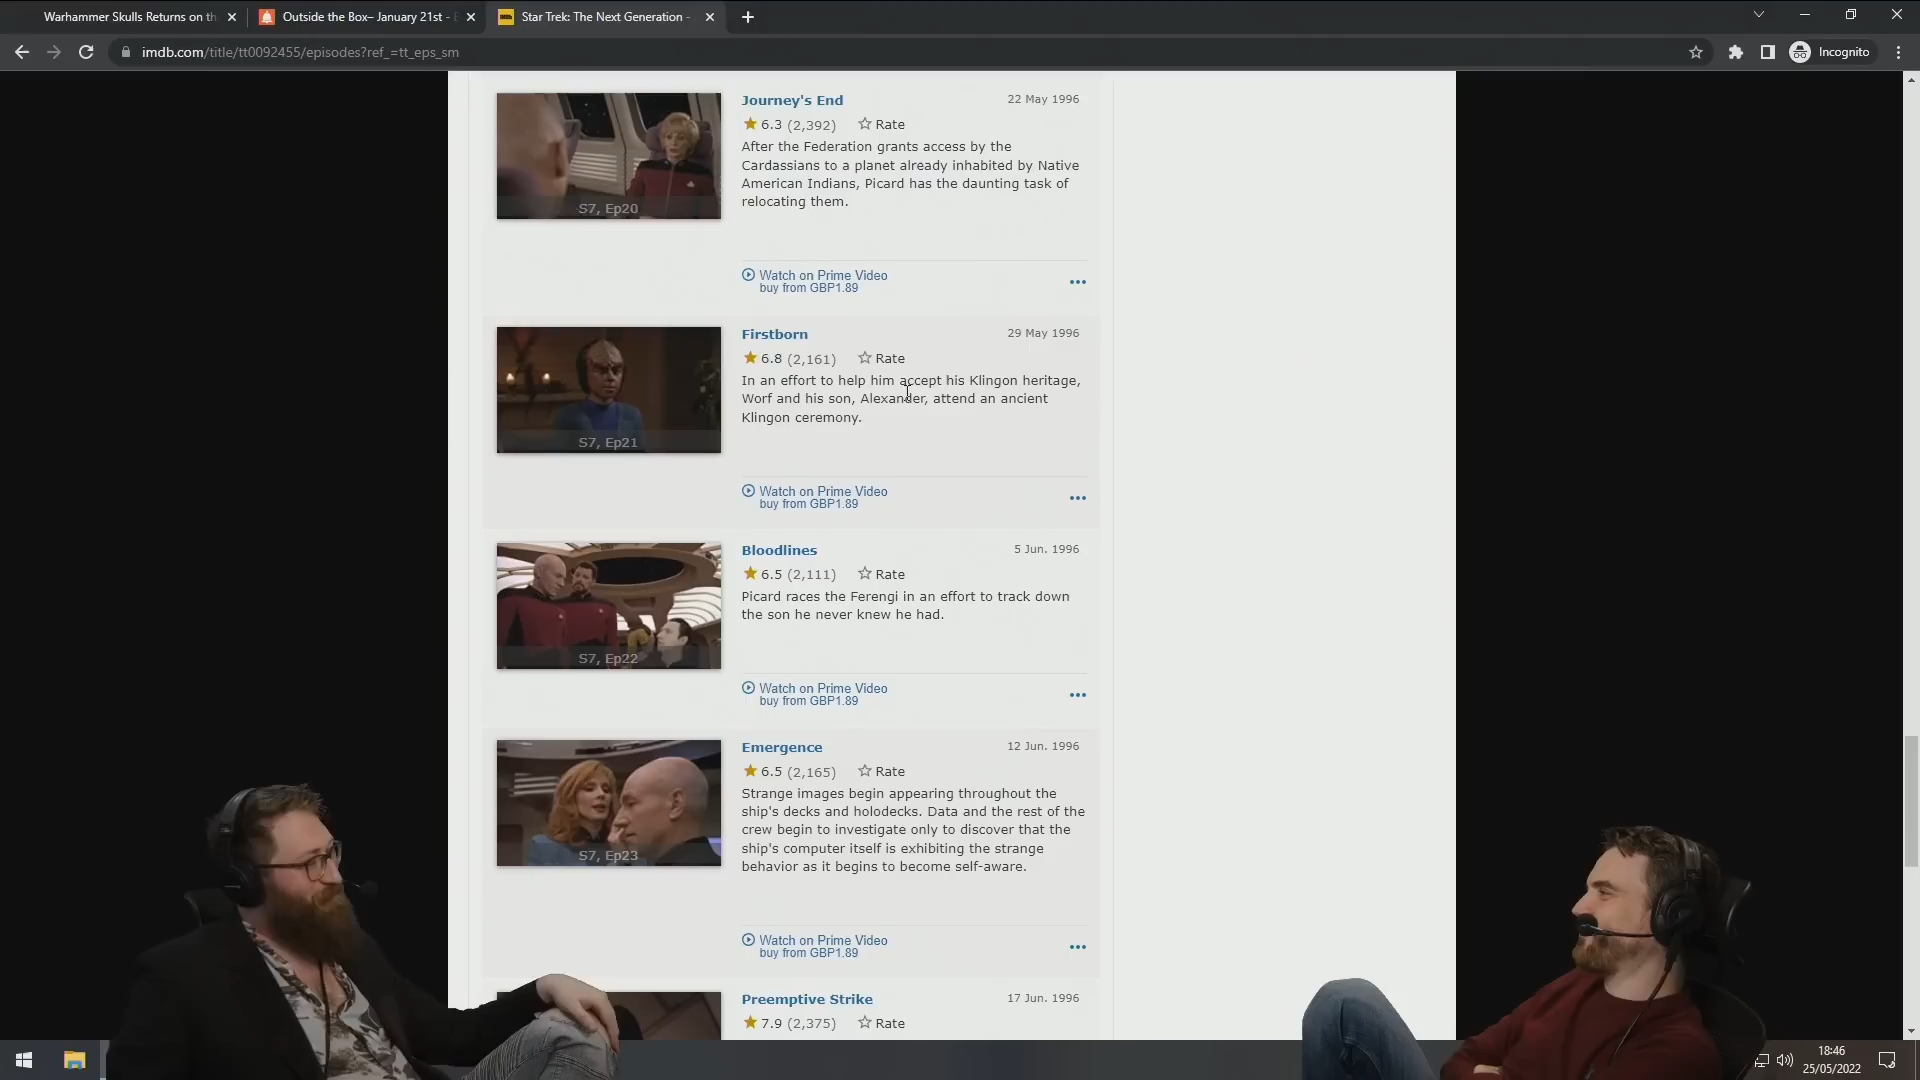 Warhammer Skulls Returns on th
Outside the Box– January 21st - E
Star Trek: The Next Generation -
imdb.com/title/tt0092455/episodes?ref_=tt_eps_sm
Incognito
S7, Ep20
Journey's End
22 May 1996
6.3 (2,392) Rate
After the Federation grants access by the
Cardassians to a planet already inhabited by Native
American Indians, Picard has the daunting task of
relocating them.
Watch on Prime Video
buy from GBP1.89
S7, Ep21
Firstborn
29 May 1996
6.8 (2,161) Rate
In an effort to help him accept his Klingon heritage,
Worf and his son, Alexander, attend an ancient
Klingon ceremony.
Watch on Prime Video
buy from GBP1.89
S7, Ep22
Bloodlines
5 Jun. 1996
6.5 (2,111) Rate
Picard races the Ferengi in an effort to track down
the son he never knew he had.
Watch on Prime Video
buy from GBP1.89
S7, Ep23
Emergence
12 Jun. 1996
6.5 (2,165) Rate
Strange images begin appearing throughout the
ship's decks and holodecks. Data and the rest of the
crew begin to investigate only to discover that the
ship's computer itself is exhibiting the strange
behavior as it begins to become self-aware.
Watch on Prime Video
buy from GBP1.89
Preemptive Strike
17 Jun. 1996
7.9 (2,375) Rate
18:46
25/05/2022